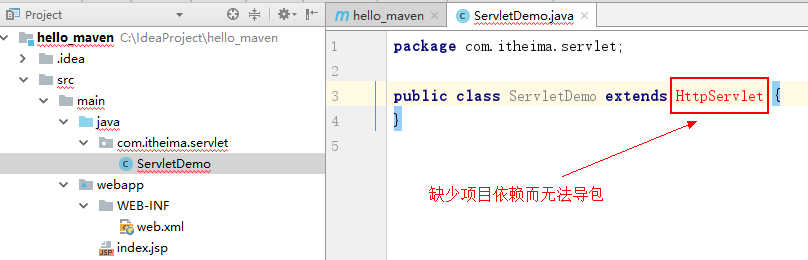 Project
hello_maven C:\IdeaProject\hello_maven
.idea
src
main
java
com.itheima.servlet
ServletDemo
webapp
WEB-INF
web.xml
index.jsp
m hello_maven × ServletDemo.java ×
1 package com.itheima.servlet;
2
3 public class ServletDemo extends HttpServlet {
4 }
5
缺少项目依赖而无法导包